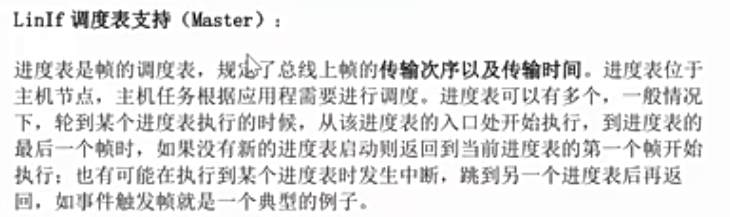 LinIf 调度表支持（Master）：
进度表是帧的调度表，规定了总线上帧的传输次序以及传输时间。进度表位于
主机节点，主机任务根据应用程需要进行调度。进度表可以有多个，一般情况
下，轮到某个进度表执行的时候，从该进度表的入口处开始执行，到进度表的
最后一个帧时，如果没有新的进度表启动则返回到当前进度表的第一个帧开始
执行；也有可能在执行到某个进度表时发生中断，跳到另一个进度表后再返
回，如事件触发帧就是一个典型的例子。